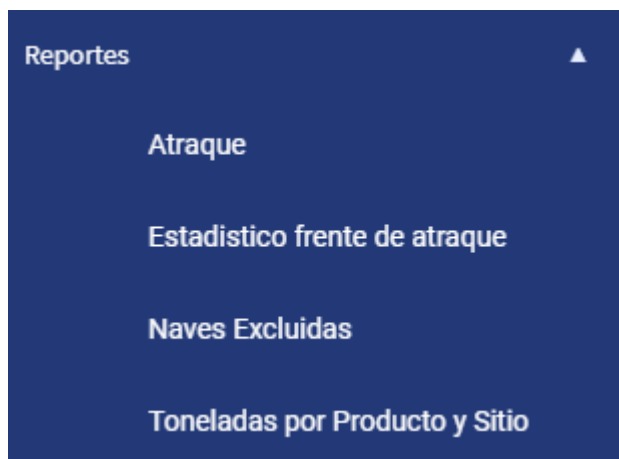 Reportes ▲
Atraque
Estadistico frente de atraque
Naves Excluidas
Toneladas por Producto y Sitio